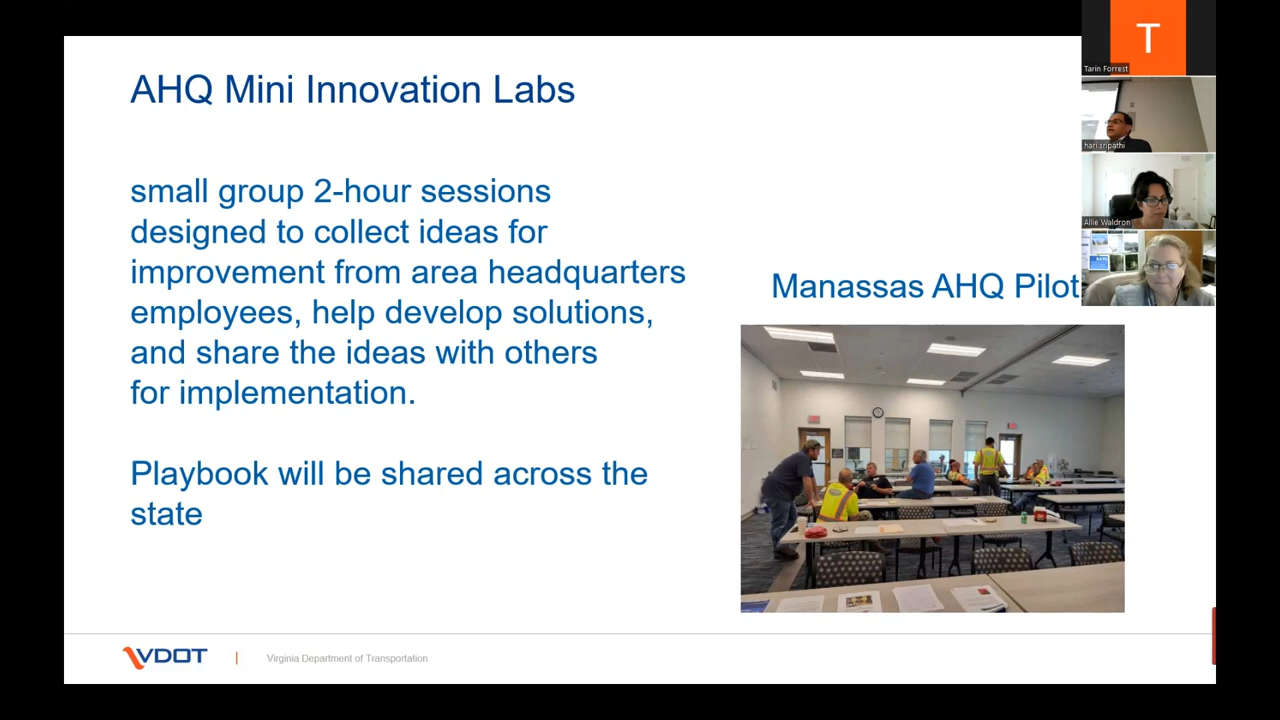 AHQ Mini Innovation Labs
small group 2-hour sessions
designed to collect ideas for
improvement from area headquarters
employees, help develop solutions,
and share the ideas with others
for implementation.
Playbook will be shared across the
state
Manassas AHQ Pilot
VDOT
Virginia Department of Transportation
T
Tarin Forrest
hari.tripathi
Allie Waldron